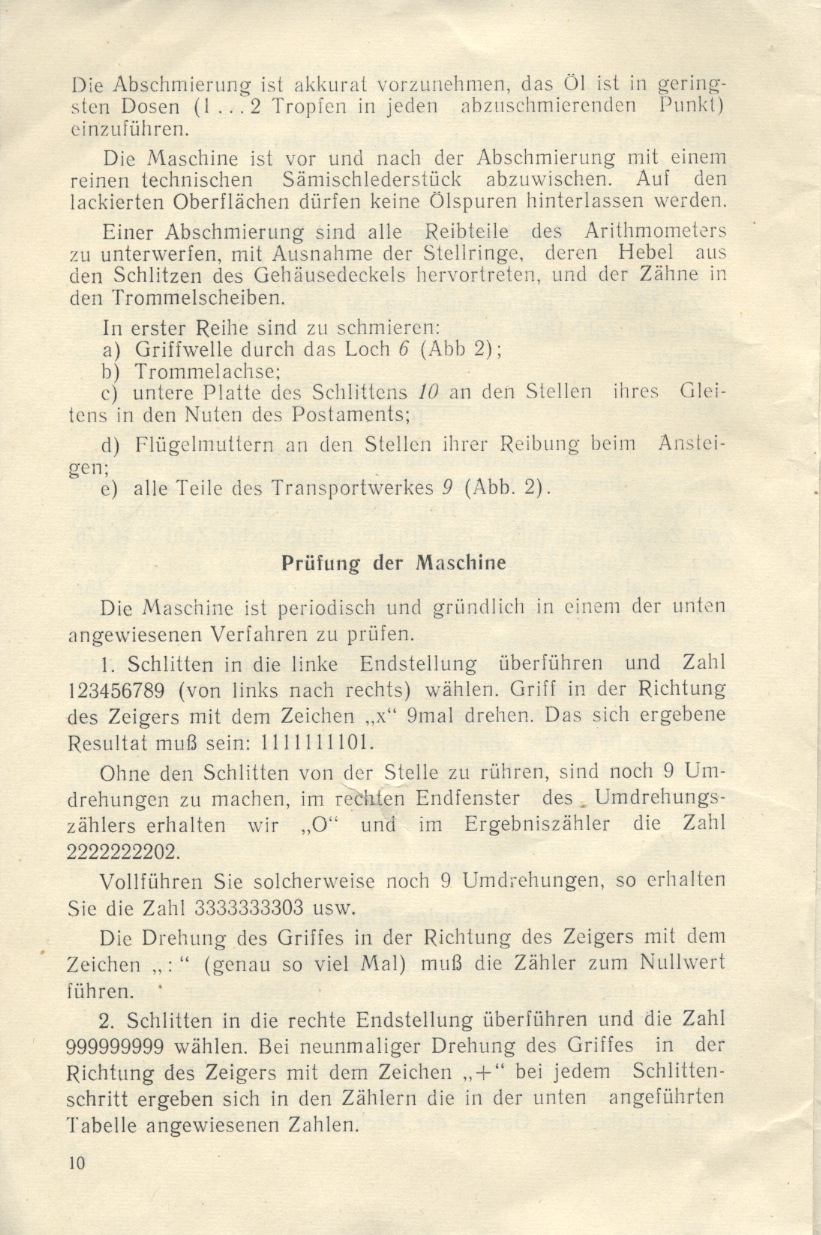 Die Abschmierung ist akkurat vorzunehmen, das Öl ist in gering-
sten Dosen (1 ... 2 Tropfen in jeden abzuschmierenden Punkt)
einzuführen.
Die Maschine ist vor und nach der Abschmierung mit einem
reinen technischen Sämischlederstück abzuwischen. Auf den
lackierten Oberflächen dürfen keine Ölspuren hinterlassen werden.
Einer Abschmierung sind alle Reibteile des Arithmometers
zu unterwerfen, mit Ausnahme der Stellringe, deren Hebel aus
den Schlitzen des Gehäusedeckels hervortreten, und der Zähne in
den Trommelscheiben.
In erster Reihe sind zu schmieren:
a) Griffwelle durch das Loch 6 (Abb 2);
b) Trommelachse;
c) untere Platte des Schlittens 10 an den Stellen ihres Glei-
tens in den Nuten des Postaments;
d) Flügelmuttern an den Stellen ihrer Reibung beim Anstei-
gen;
e) alle Teile des Transportwerkes 9 (Abb. 2).
Prüfung der Maschine
Die Maschine ist periodisch und gründlich in einem der unten
angewiesenen Verfahren zu prüfen.
1. Schlitten in die linke Endstellung überführen und Zahl
123456789 (von links nach rechts) wählen. Griff in der Richtung
des Zeigers mit dem Zeichen „x“ 9mal drehen. Das sich ergebene
Resultat muß sein: 1111111101.
Ohne den Schlitten von der Stelle zu rühren, sind noch 9 Um-
drehungen zu machen, im rechten Endfenster des Umdrehungs-
zählers erhalten wir „O“ und im Ergebniszähler die Zahl
2222222202.
Vollführen Sie solcherweise noch 9 Umdrehungen, so erhalten
Sie die Zahl 3333333303 usw.
Die Drehung des Griffes in der Richtung des Zeigers mit dem
Zeichen „:“ (genau so viel Mal) muß die Zähler zum Nullwert
führen.
2. Schlitten in die rechte Endstellung überführen und die Zahl
999999999 wählen. Bei neunmaliger Drehung des Griffes in der
Richtung des Zeigers mit dem Zeichen „+“ bei jedem Schlitten-
schritt ergeben sich in den Zählern die in der unten angeführten
Tabelle angewiesenen Zahlen.
10